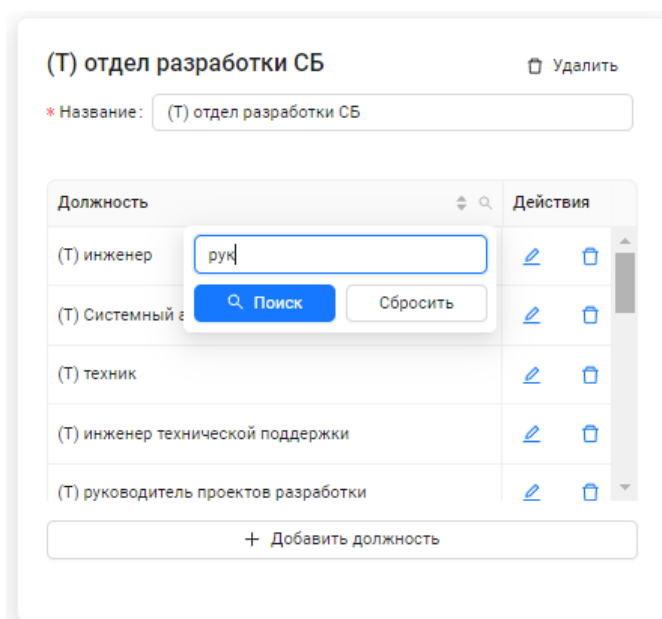 (Т) отдел разработки СБ
Удалить
* Название: (Т) отдел разработки СБ
Должность Действия
(Т) инженер
рук
(Т) Системный
Поиск Сбросить
(Т) техник
(Т) инженер технической поддержки
(Т) руководитель проектов разработки
+ Добавить должность